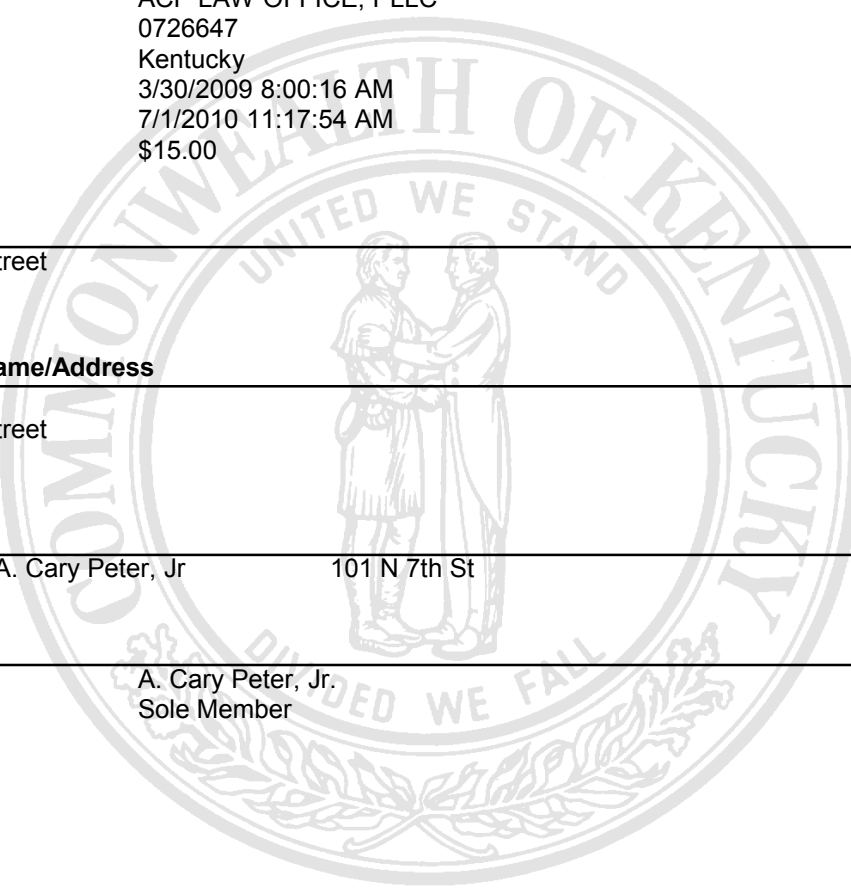 ACP LAW OFFICE, PLLC
0726647
Kentucky
3/30/2009 8:00:16 AM
7/1/2010 11:17:54 AM
$15.00
COMMONWEALTH OF KENTUCKY
UNITED WE STAND
treet
ame/Address
treet
A. Cary Peter, Jr 101 N 7th St
A. Cary Peter, Jr.
Sole Member
DIVIDED WE FALL